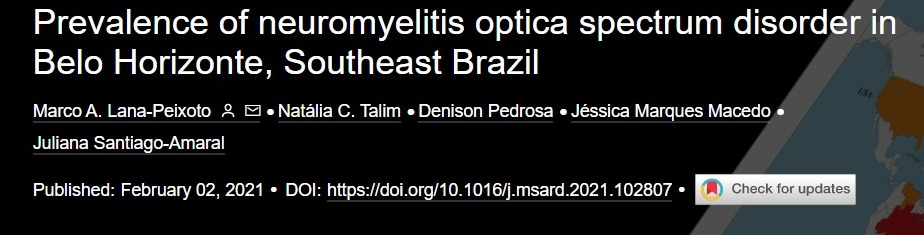 Prevalence of neuromyelitis optica spectrum disorder in
Belo Horizonte, Southeast Brazil
Marco A. Lana-Peixoto • Natália C. Talim • Denison Pedrosa • Jéssica Marques Macedo •
Juliana Santiago-Amaral
Published: February 02, 2021 • DOI: https://doi.org/10.1016/j.msard.2021.102807 • Check for updates
USA